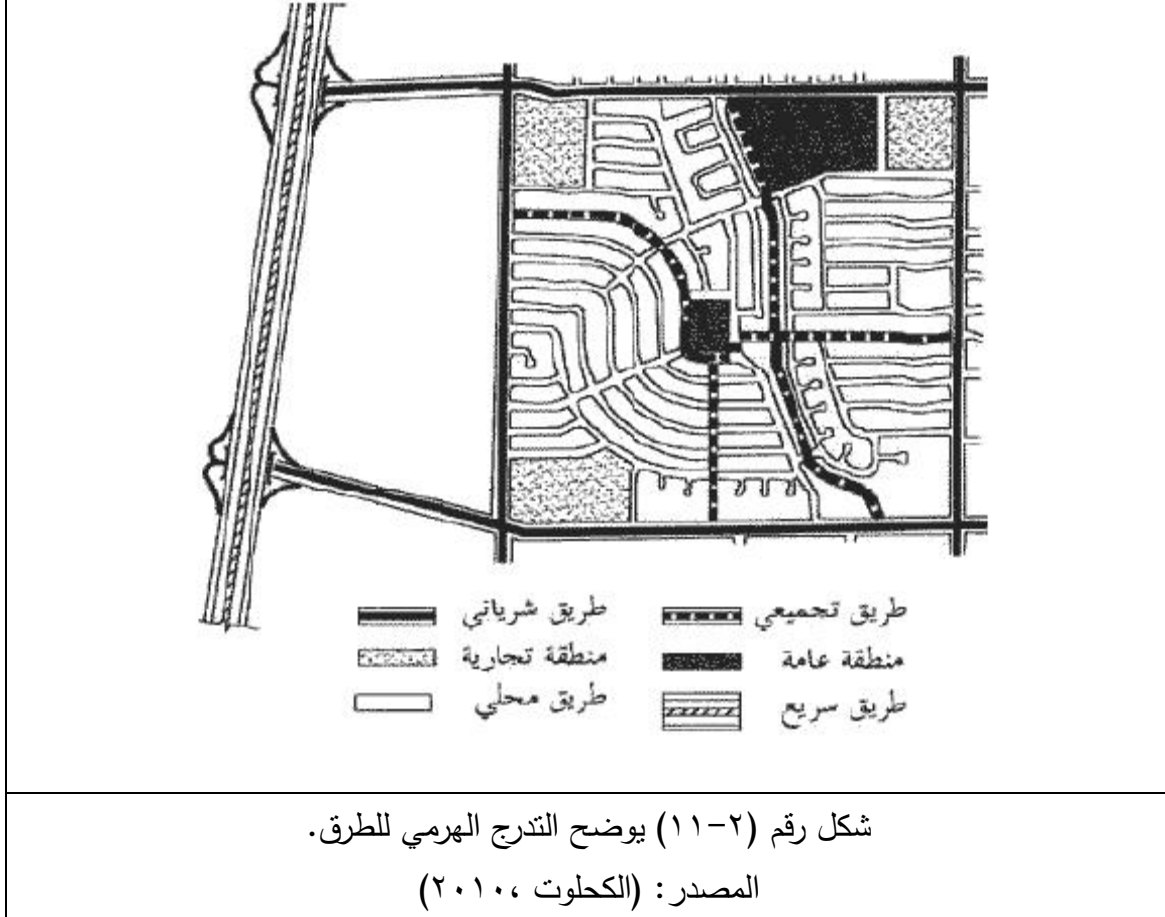 طريق تجميعي
طريق شرياني
منطقة عامة
منطقة تجارية
طريق سريع
طريق محلي
شكل رقم (٢-١١) يوضح التدرج الهرمي للطرق.
المصدر: (الكحلوت ،٢٠١٠)